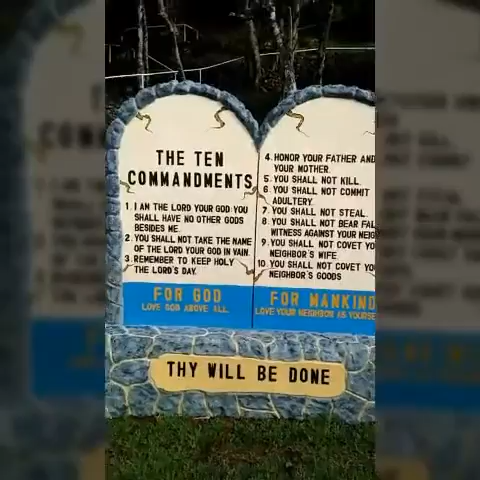 THE TEN
COMMANDMENTS
1. I AM THE LORD YOUR GOD YOU
SHALL HAVE NO OTHER GODS
BESIDES ME.
2. YOU SHALL NOT TAKE THE NAME
OF THE LORD YOUR GOD IN VAIN.
3. REMEMBER TO KEEP HOLY
THE LORD'S DAY.
FOR GOD
LOVE GOD ABOVE ALL.
4. HONOR YOUR FATHER AND
YOUR MOTHER.
5. YOU SHALL NOT KILL.
6. YOU SHALL NOT COMMIT
ADULTERY.
7. YOU SHALL NOT STEAL.
8. YOU SHALL NOT BEAR FAL
WITNESS AGAINST YOUR NEIG
9. YOU SHALL NOT COVET YO
NEIGHBOR'S WIFE.
10. YOU SHALL NOT COVET YOU
NEIGHBOR'S GOODS
FOR MANKIND
LOVE YOUR NEIGHBOR AS YOURSE
THY WILL BE DONE